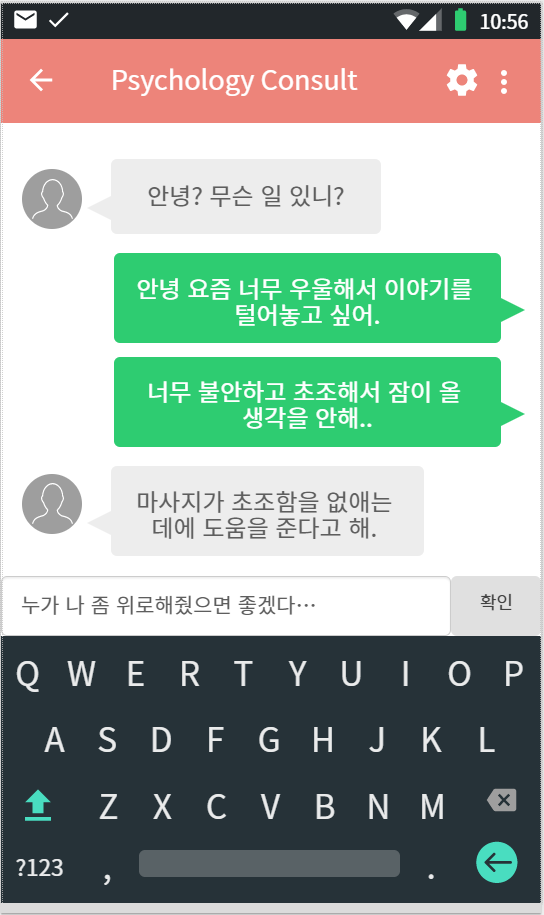 10:56
Psychology Consult
안녕? 무슨 일 있니?
안녕 요즘 너무 우울해서 이야기를
털어놓고 싶어.
너무 불안하고 초조해서 잠이 올
생각을 안해..
마사지가 초조함을 없애는
데에 도움을 준다고 해.
누가 나 좀 위로해줬으면 좋겠다…
확인
Q W E R T Y U I O P
A S D F G H J K L
Z X C V B N M
?123 , .